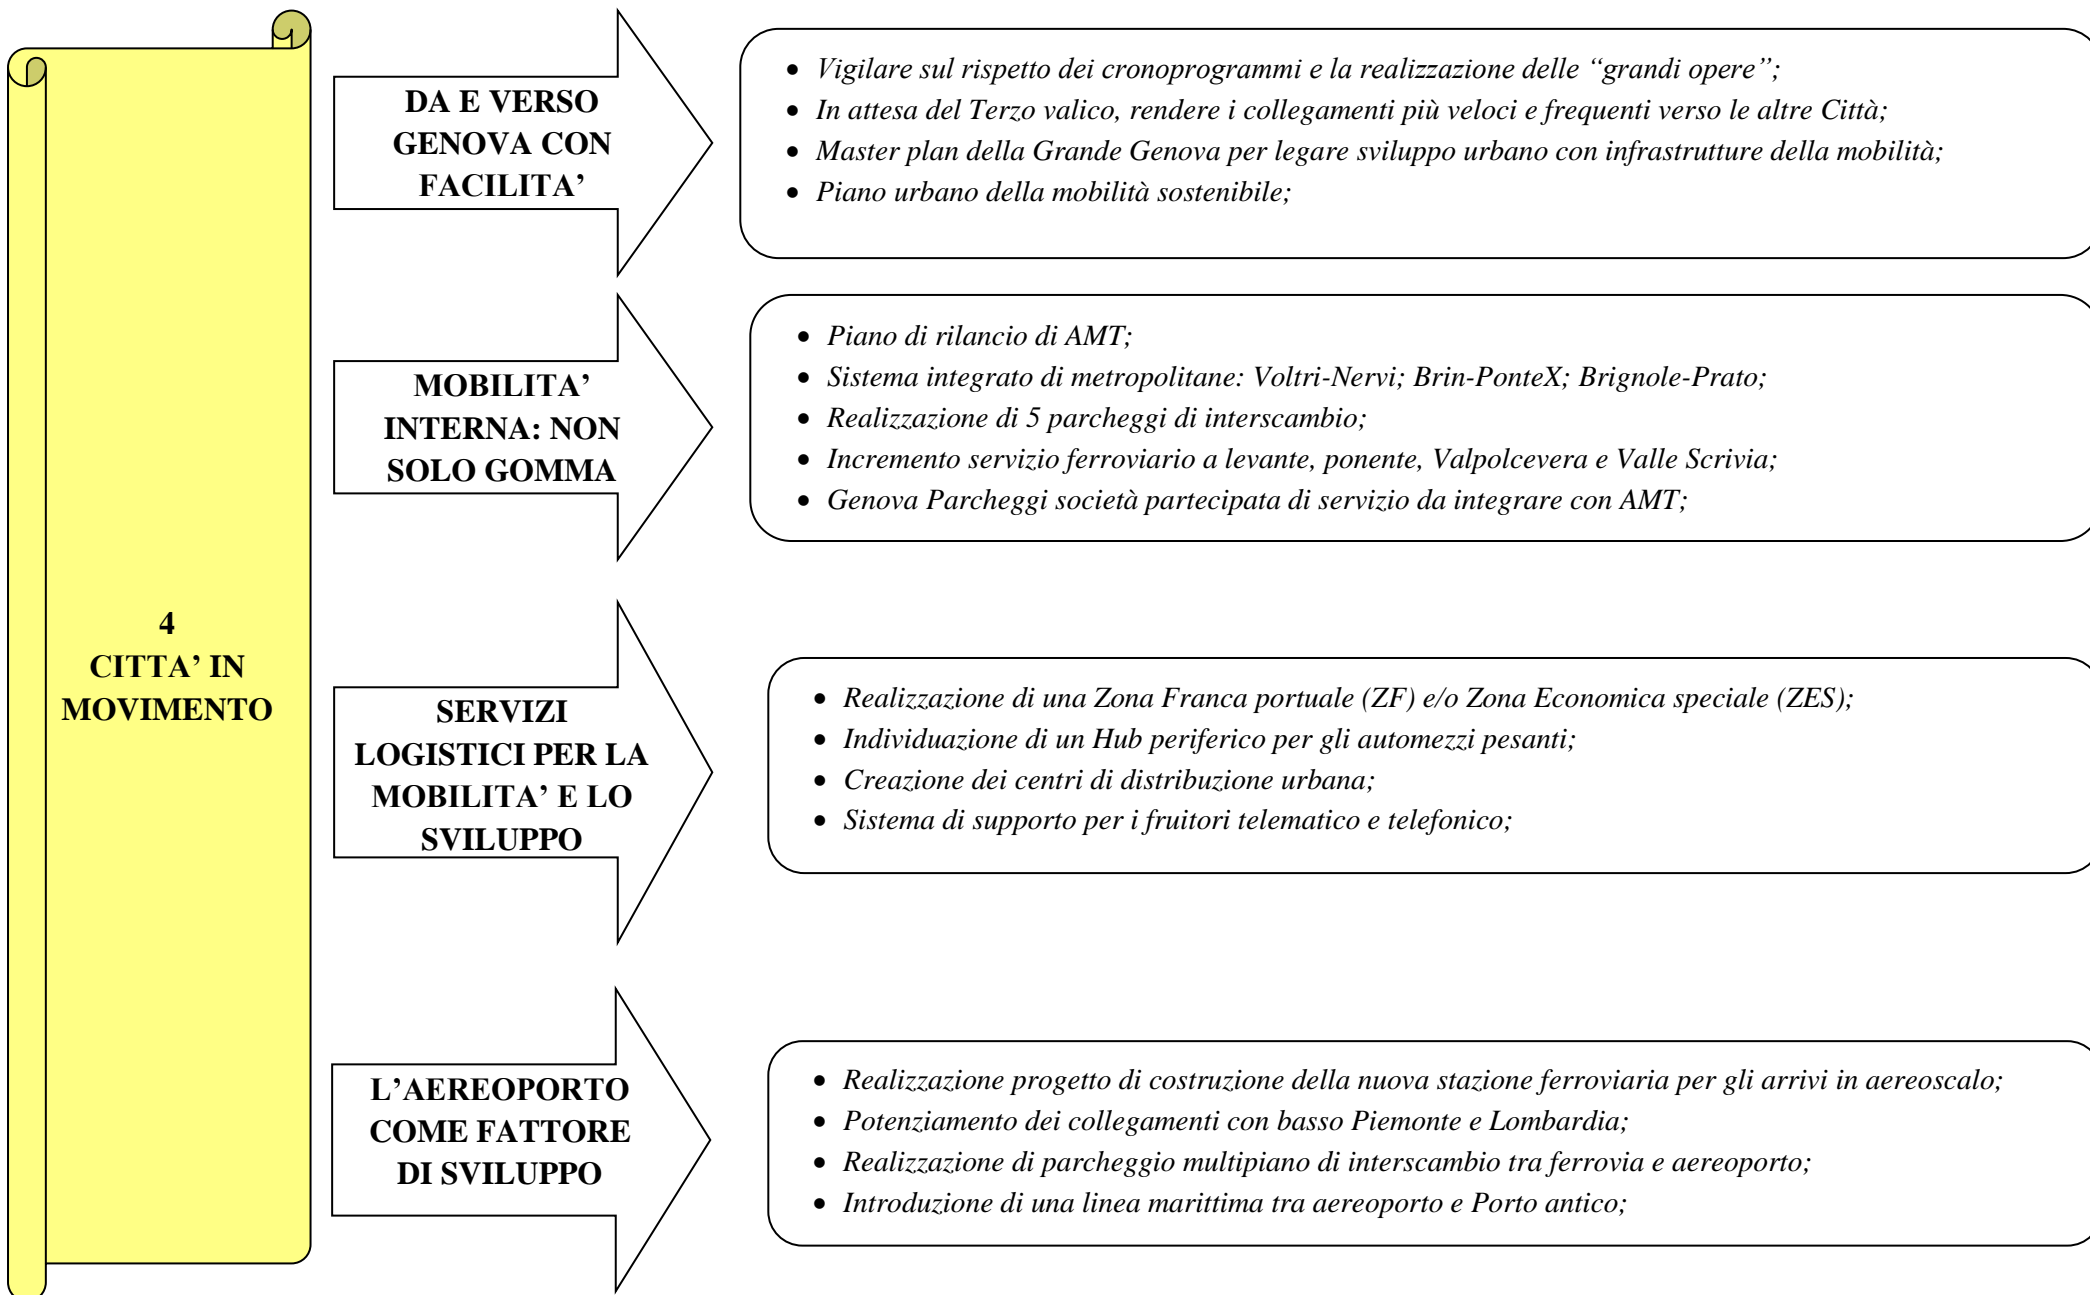 4
CITTA’ IN
MOVIMENTO
DA E VERSO
GENOVA CON
FACILITA’
• Vigilare sul rispetto dei cronoprogrammi e la realizzazione delle “grandi opere”;
• In attesa del Terzo valico, rendere i collegamenti più veloci e frequenti verso le altre Città;
• Master plan della Grande Genova per legare sviluppo urbano con infrastrutture della mobilità;
• Piano urbano della mobilità sostenibile;
MOBILITA’
INTERNA: NON
SOLO GOMMA
• Piano di rilancio di AMT;
• Sistema integrato di metropolitane: Voltri-Nervi; Brin-PonteX; Brignole-Prato;
• Realizzazione di 5 parcheggi di interscambio;
• Incremento servizio ferroviario a levante, ponente, Valpolcevera e Valle Scrivia;
• Genova Parcheggi società partecipata di servizio da integrare con AMT;
SERVIZI
LOGISTICI PER LA
MOBILITA’ E LO
SVILUPPO
• Realizzazione di una Zona Franca portuale (ZF) e/o Zona Economica speciale (ZES);
• Individuazione di un Hub periferico per gli automezzi pesanti;
• Creazione dei centri di distribuzione urbana;
• Sistema di supporto per i fruitori telematico e telefonico;
L’AEREOPORTO
COME FATTORE
DI SVILUPPO
• Realizzazione progetto di costruzione della nuova stazione ferroviaria per gli arrivi in aereoscalo;
• Potenziamento dei collegamenti con basso Piemonte e Lombardia;
• Realizzazione di parcheggio multipiano di interscambio tra ferrovia e aereoporto;
• Introduzione di una linea marittima tra aereoporto e Porto antico;